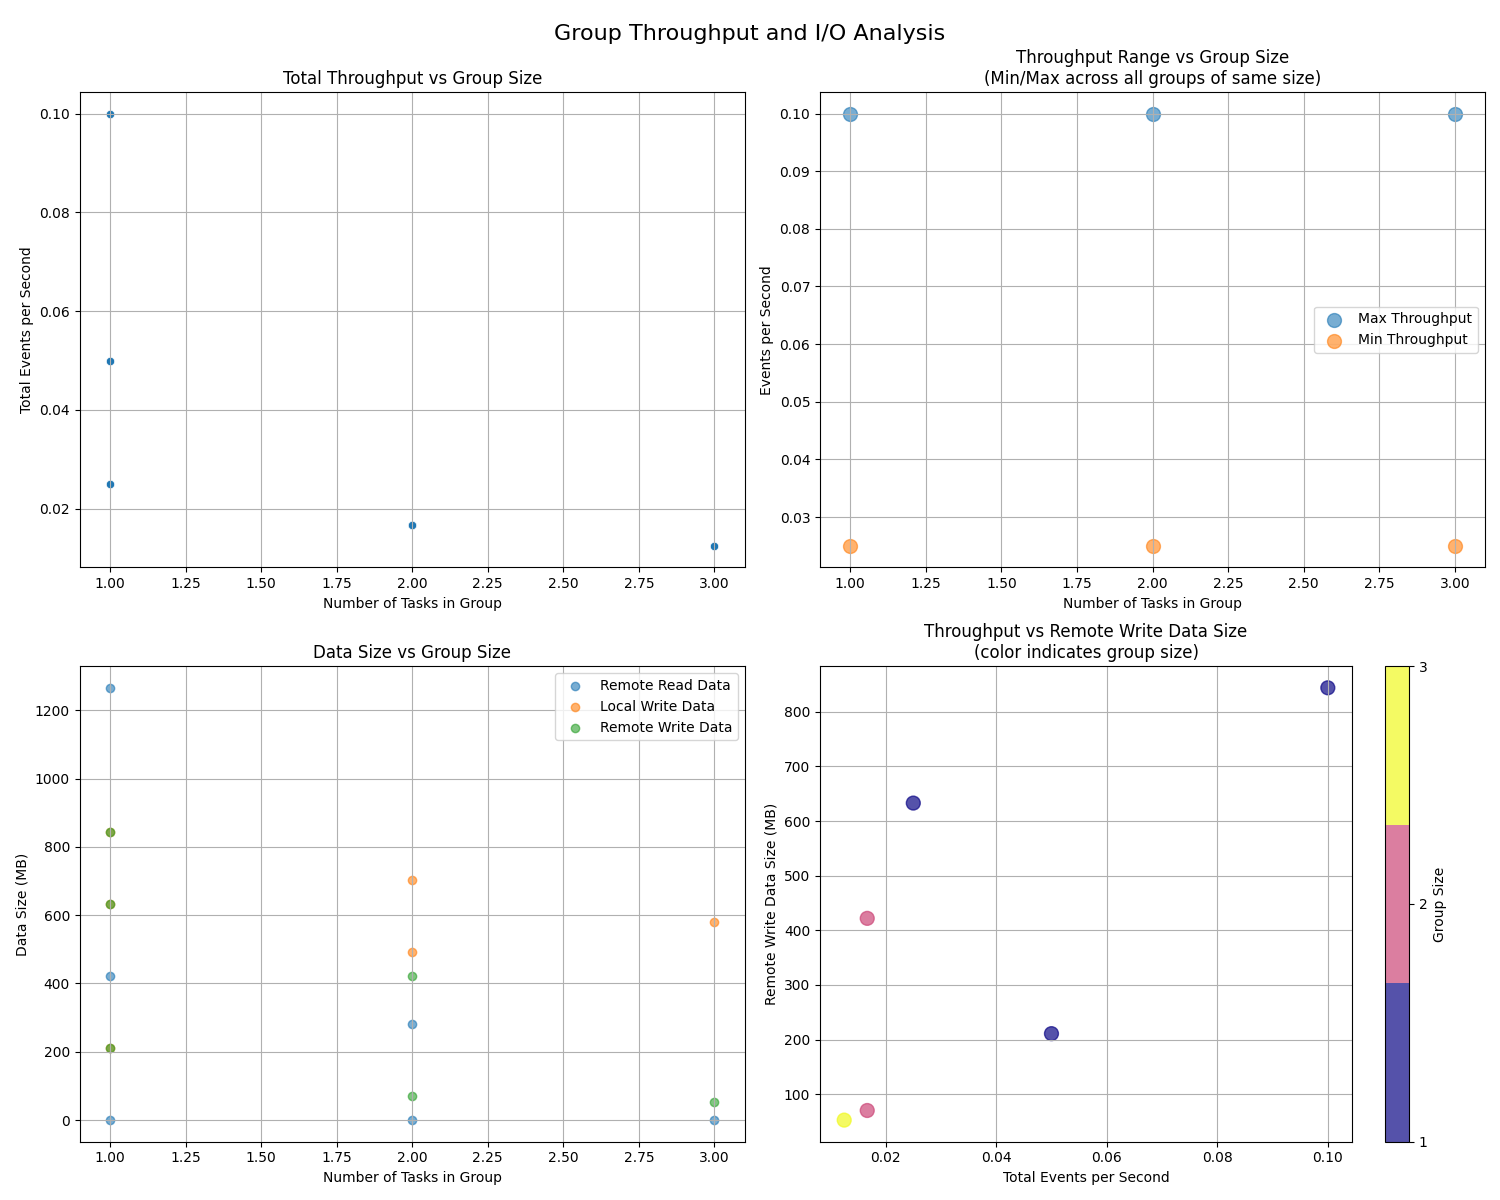 Group Throughput and I/O Analysis
Total Throughput vs Group Size
0.10
0.08
0.06
0.04
0.02
Total Events per Second
1.00 1.25 1.50 1.75 2.00 2.25 2.50 2.75 3.00
Number of Tasks in Group
Throughput Range vs Group Size
(Min/Max across all groups of same size)
0.10
0.09
0.08
0.07
0.06
0.05
0.04
0.03
Events per Second
Max Throughput
Min Throughput
1.00 1.25 1.50 1.75 2.00 2.25 2.50 2.75 3.00
Number of Tasks in Group
Data Size vs Group Size
1200
1000
800
600
400
200
0
Data Size (MB)
Remote Read Data
Local Write Data
Remote Write Data
1.00 1.25 1.50 1.75 2.00 2.25 2.50 2.75 3.00
Number of Tasks in Group
Throughput vs Remote Write Data Size
(color indicates group size)
800
700
600
500
400
300
200
100
Remote Write Data Size (MB)
0.02 0.04 0.06 0.08 0.10
Total Events per Second
3
2
1
Group Size